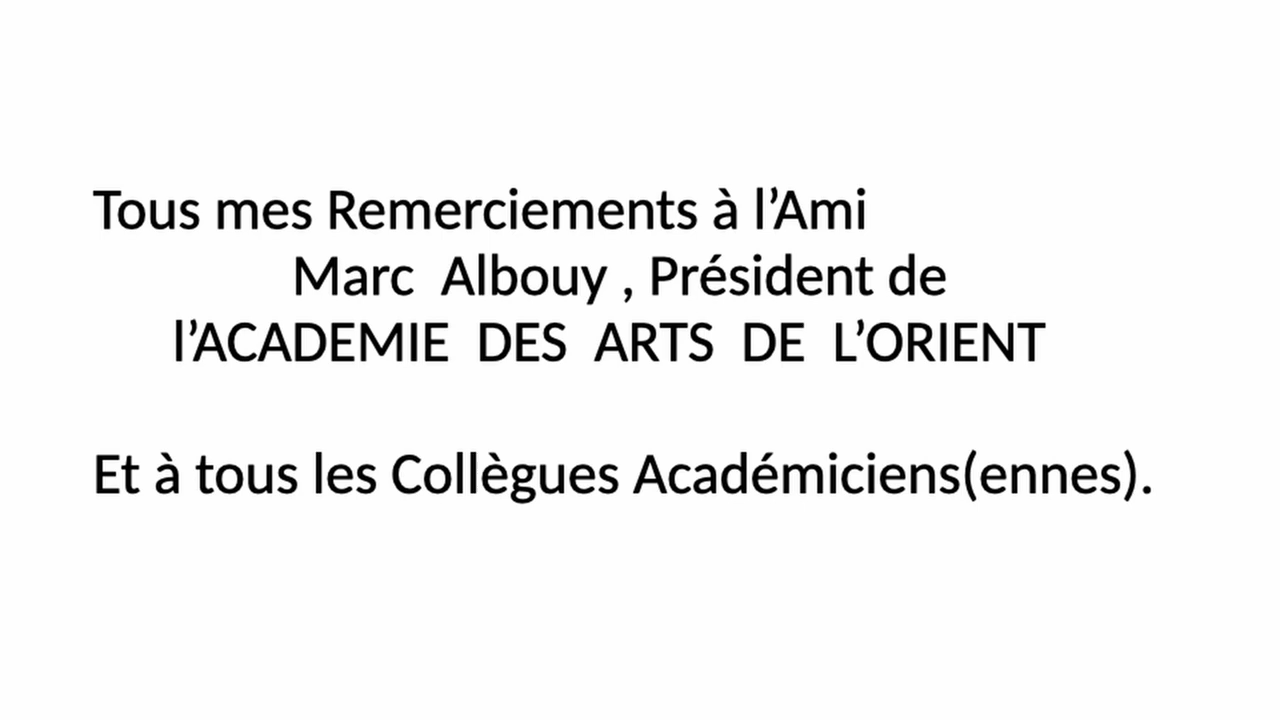 Tous mes Remerciements à l’Ami
Marc  Albouy , Président de
l’ACADEMIE  DES  ARTS  DE  L’ORIENT
Et à tous les Collègues Académiciens(ennes).